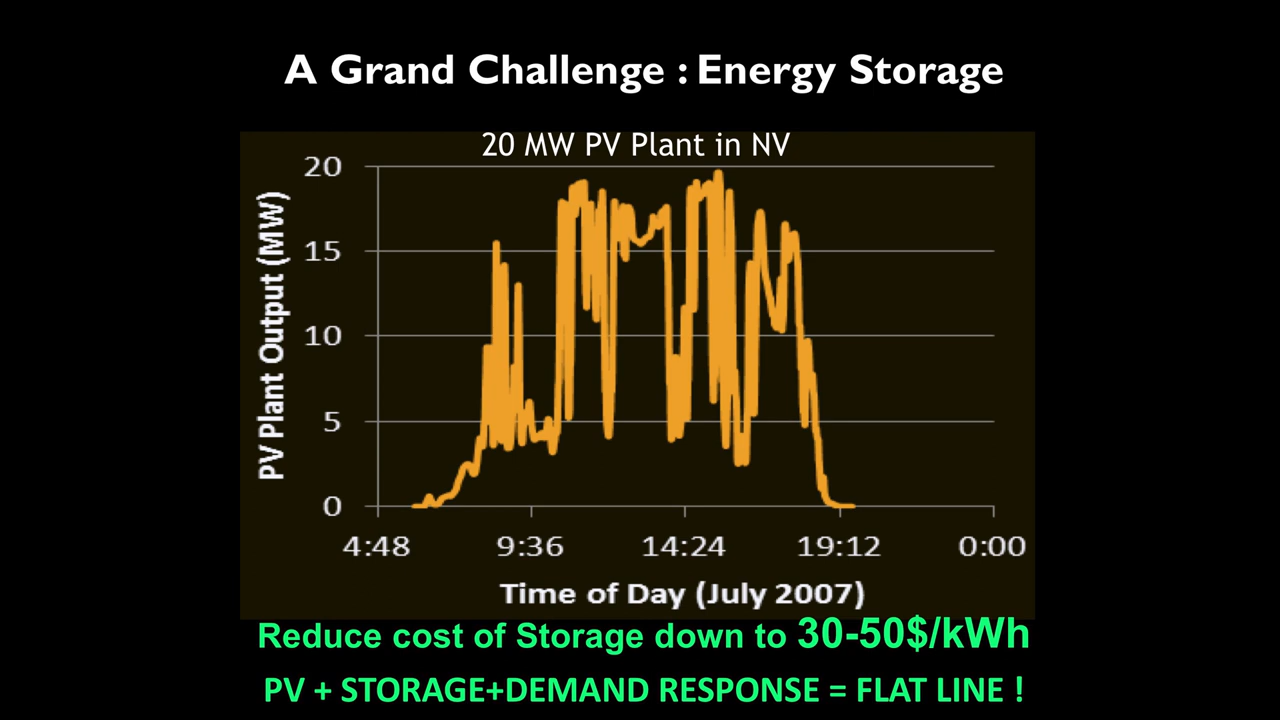 A Grand Challenge : Energy Storage
20 MW PV Plant in NV
PV Plant Output (MW)
20
15
10
5
0
4:48 9:36 14:24 19:12 0:00
Time of Day (July 2007)
Reduce cost of Storage down to 30-50$/kWh
PV + STORAGE+DEMAND RESPONSE = FLAT LINE !